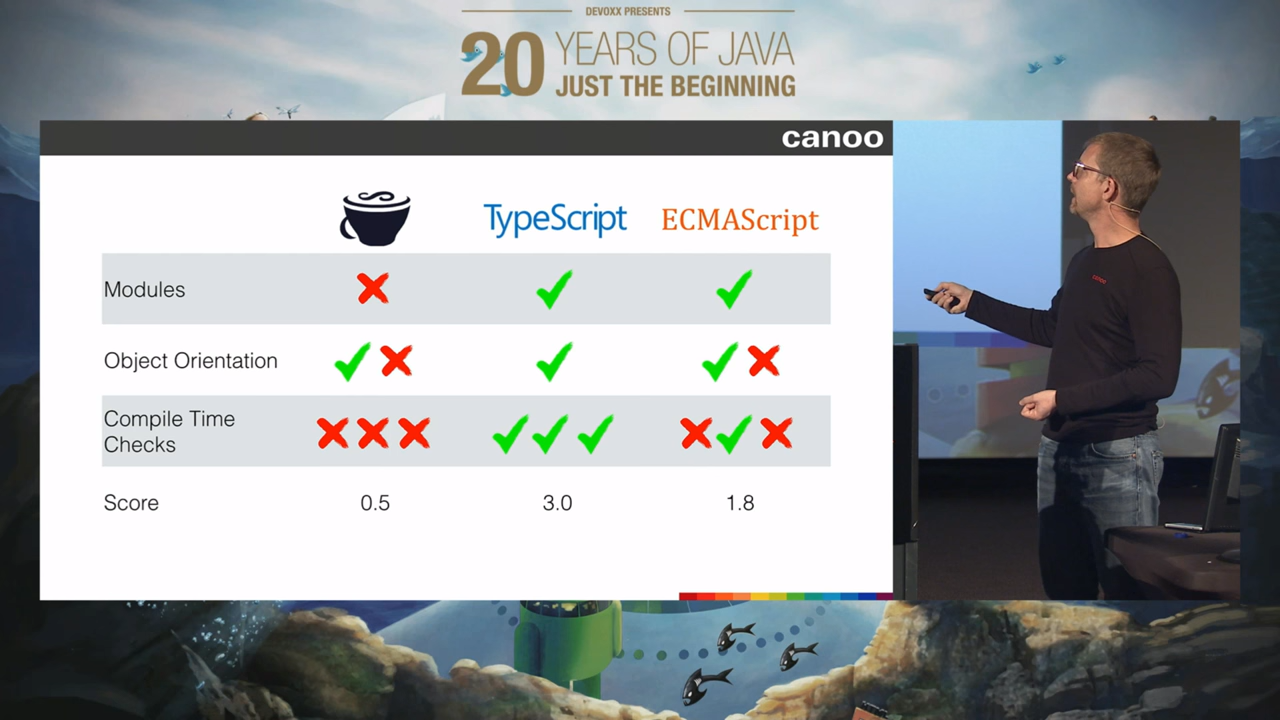 DEVOXX PRESENTS
20 YEARS OF JAVA
JUST THE BEGINNING
canoo
TypeScript ECMAScript
Modules
Object Orientation
Compile Time
Checks
Score 0.5 3.0 1.8